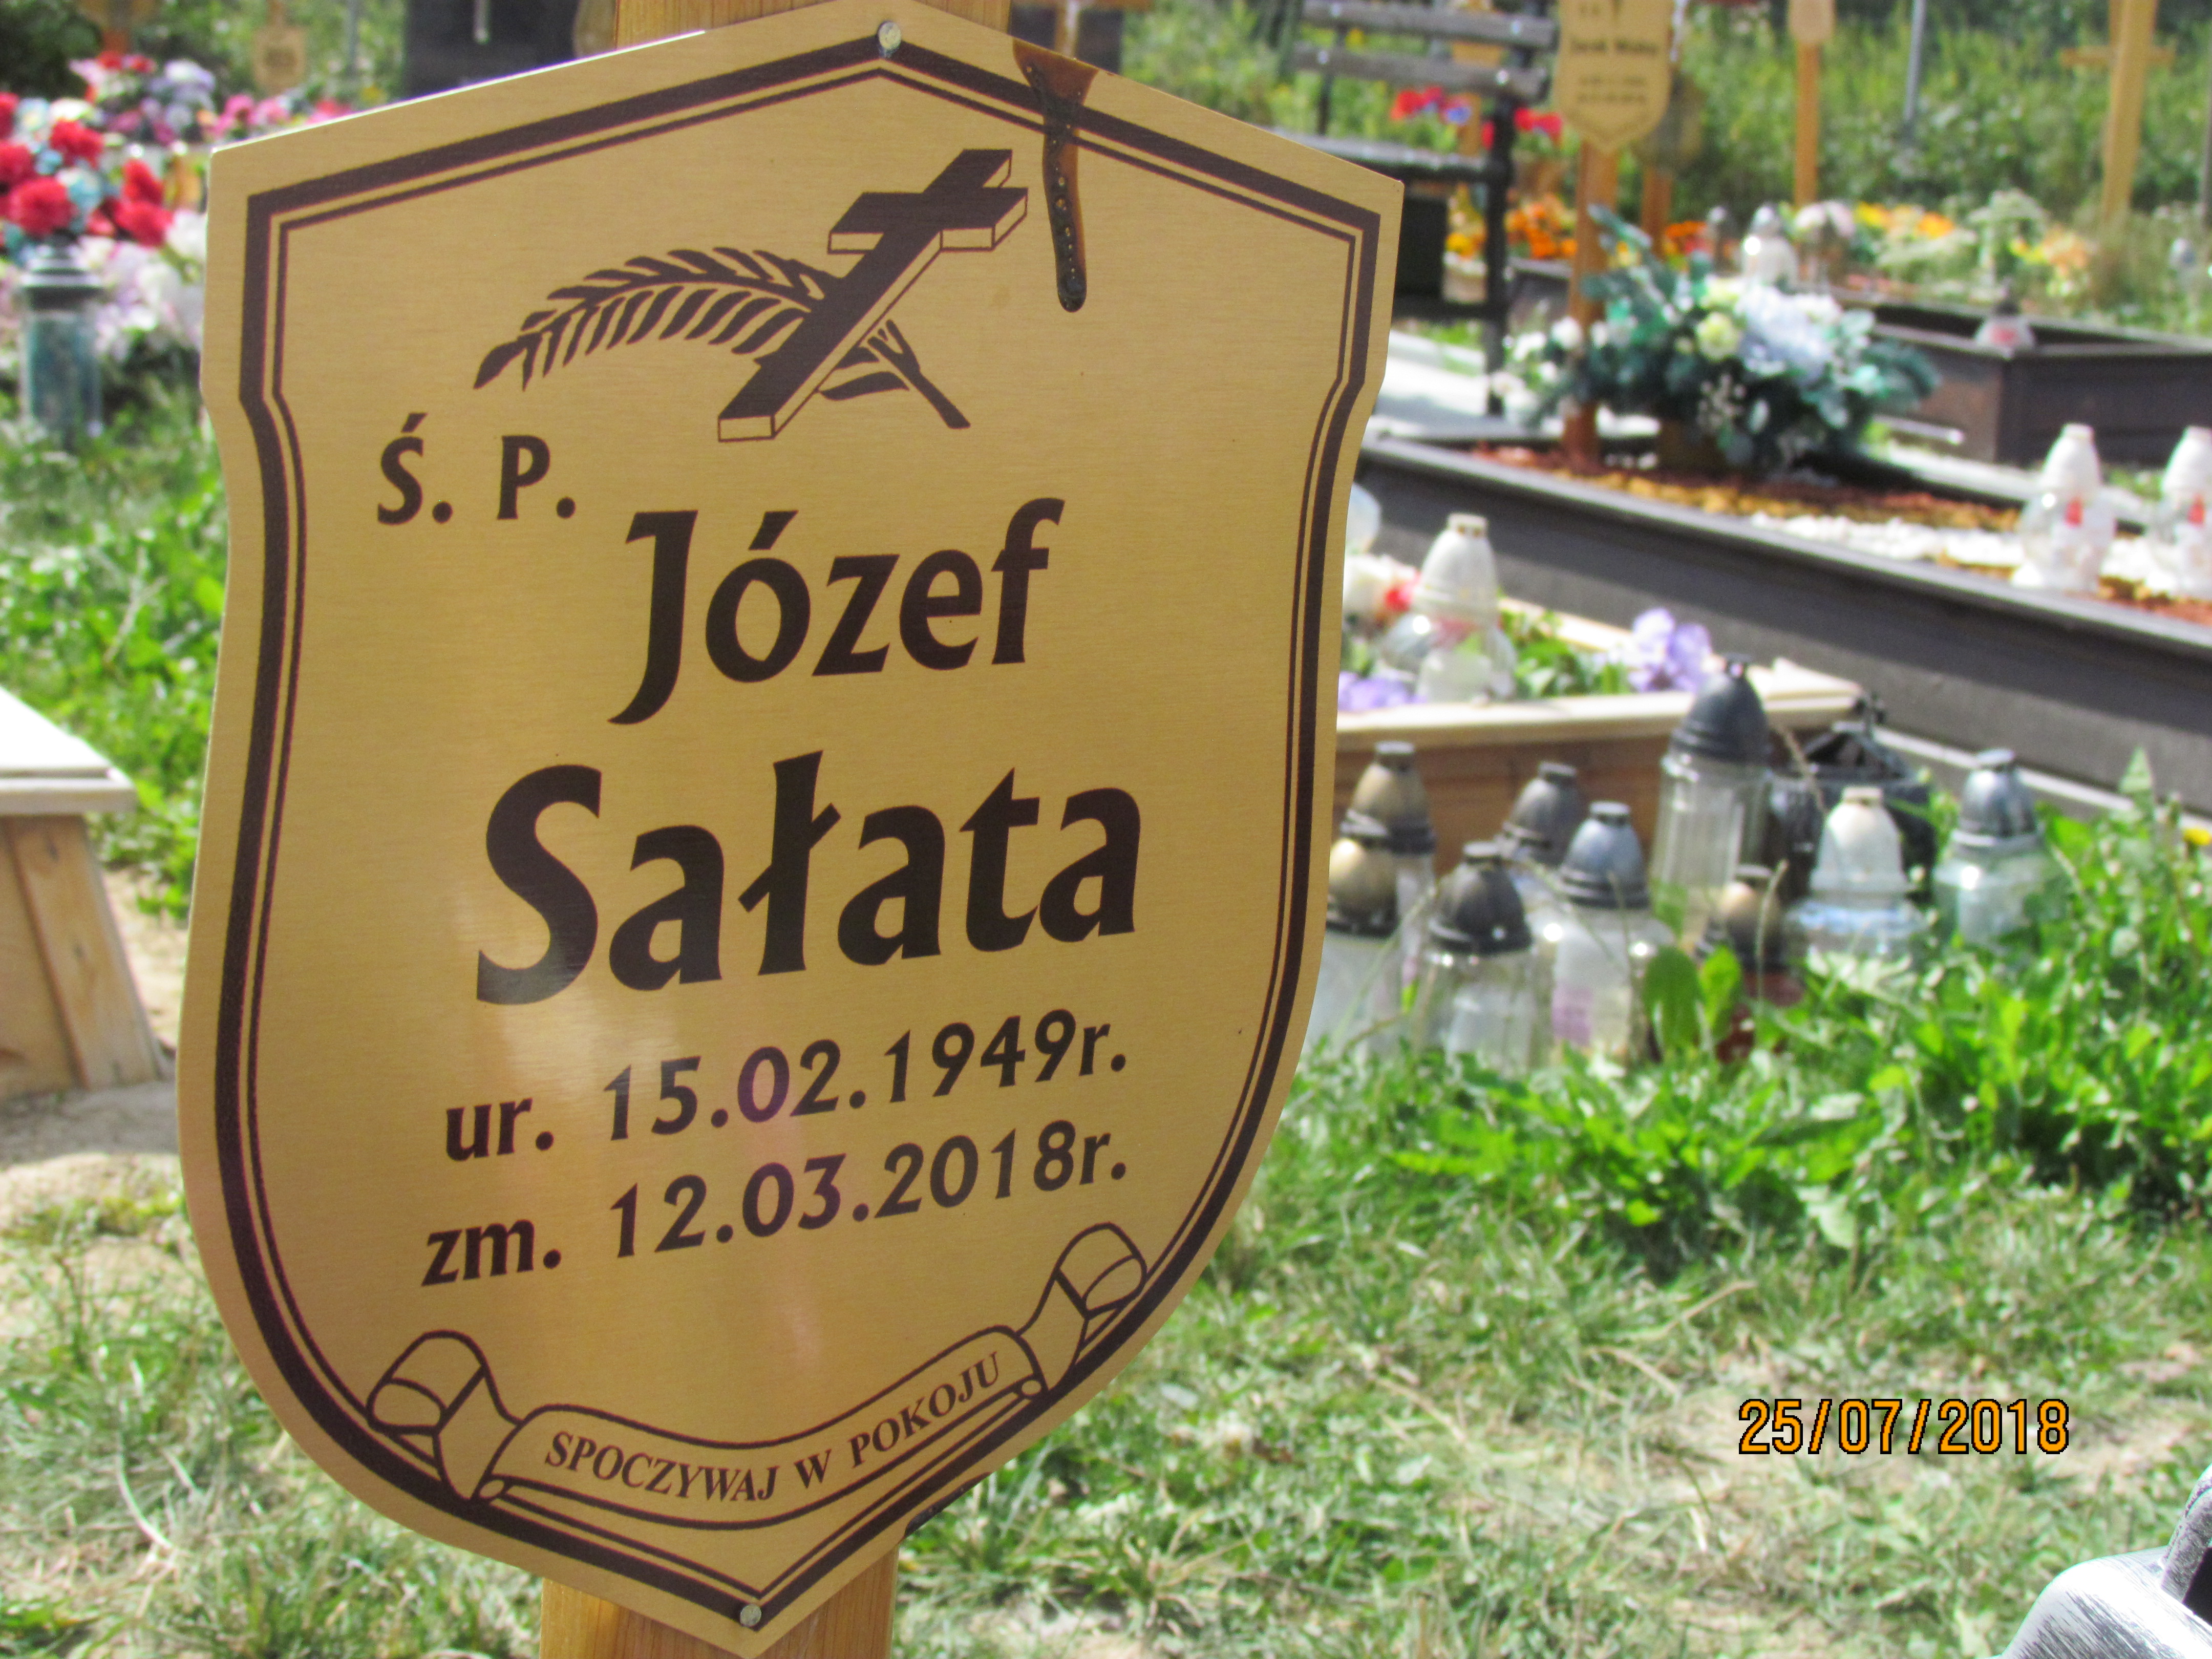 Ś. P.
Józef
Sałata
ur. 15.02.1949r.
zm. 12.03.2018r.
SPOCZYWAJ W POKOJU
25/07/2018